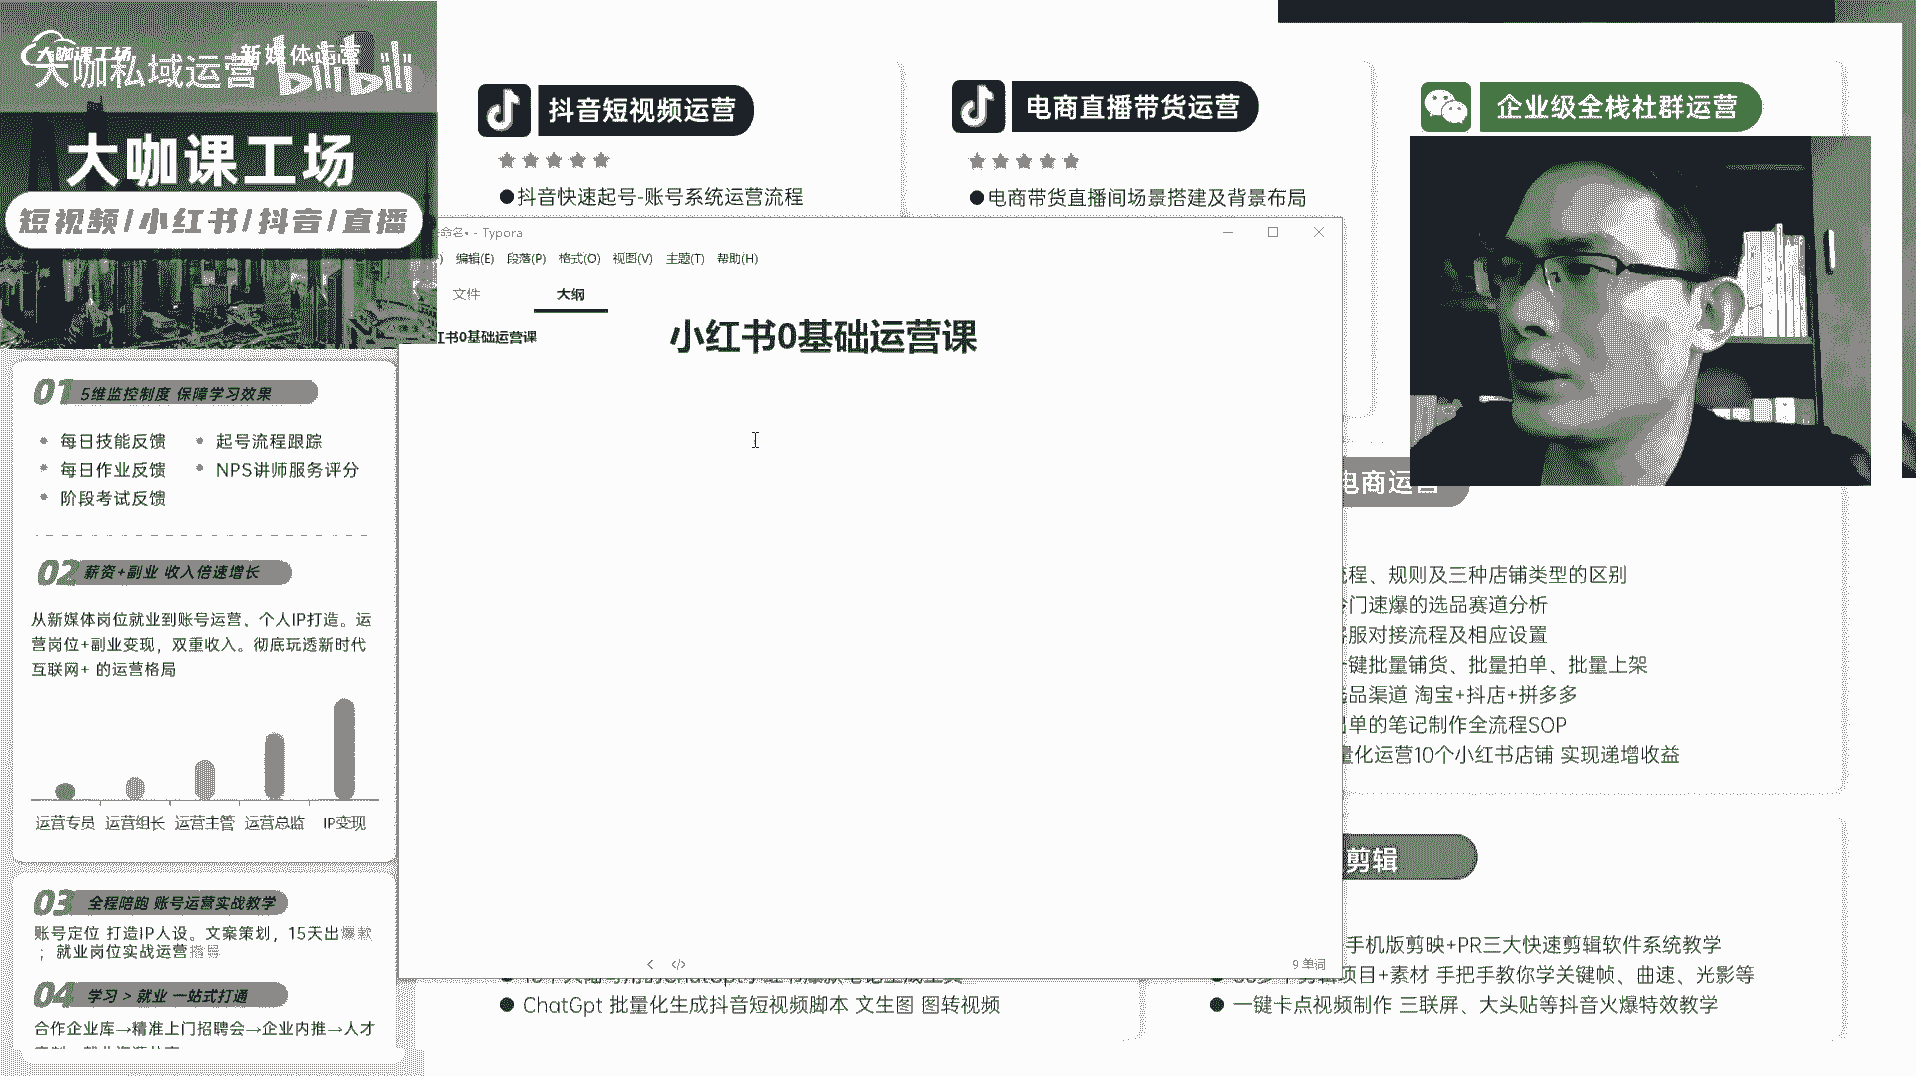 大咖课工场
新媒体运营
大咖私域运营
bilibili
大咖课工场
短视频/小红书/抖音/直播
01 5维监控制度 保障学习效果
每日技能反馈
起号流程跟踪
每日作业反馈
NPS讲师服务评分
阶段考试反馈
02 薪资+副业 收入倍速增长
从新媒体岗位就业到账号运营、个人IP打造。运
营岗位+副业变现，双重收入。彻底玩透新时代
互联网+ 的运营格局
运营专员 运营组长 运营主管 运营总监 IP变现
03 全程陪跑 账号运营实战教学
账号定位 打造IP人设。文案策划，15天出爆款
；就业岗位实战运营指导
04 学习 > 就业 一站式打通
合作企业库→精准上门招聘会→企业内推→人才
抖音短视频运营
●抖音快速起号-账号系统运营流程
电商直播带货运营
●电商带货直播间场景搭建及背景布局
企业级全栈社群运营
命名• - Typora
编辑(E) 段落(P) 格式(O) 视图(V) 主题(T) 帮助(H)
文件
大纲
红书0基础运营课
小红书0基础运营课
9 单词
电商运营
流程、规则及三种店铺类型的区别
冷门速爆的选品赛道分析
客服对接流程及相应设置
一键批量铺货、批量拍单、批量上架
选品渠道 淘宝+抖店+拼多多
出单的笔记制作全流程SOP
量化运营10个小红书店铺 实现递增收益
剪辑
手机版剪映+PR三大快速剪辑软件系统教学
项目+素材 手把手教你学关键帧、曲速、光影等
● 一键卡点视频制作 三联屏、大头贴等抖音火爆特效教学
● ChatGpt 批量化生成抖音短视频脚本 文生图 图转视频